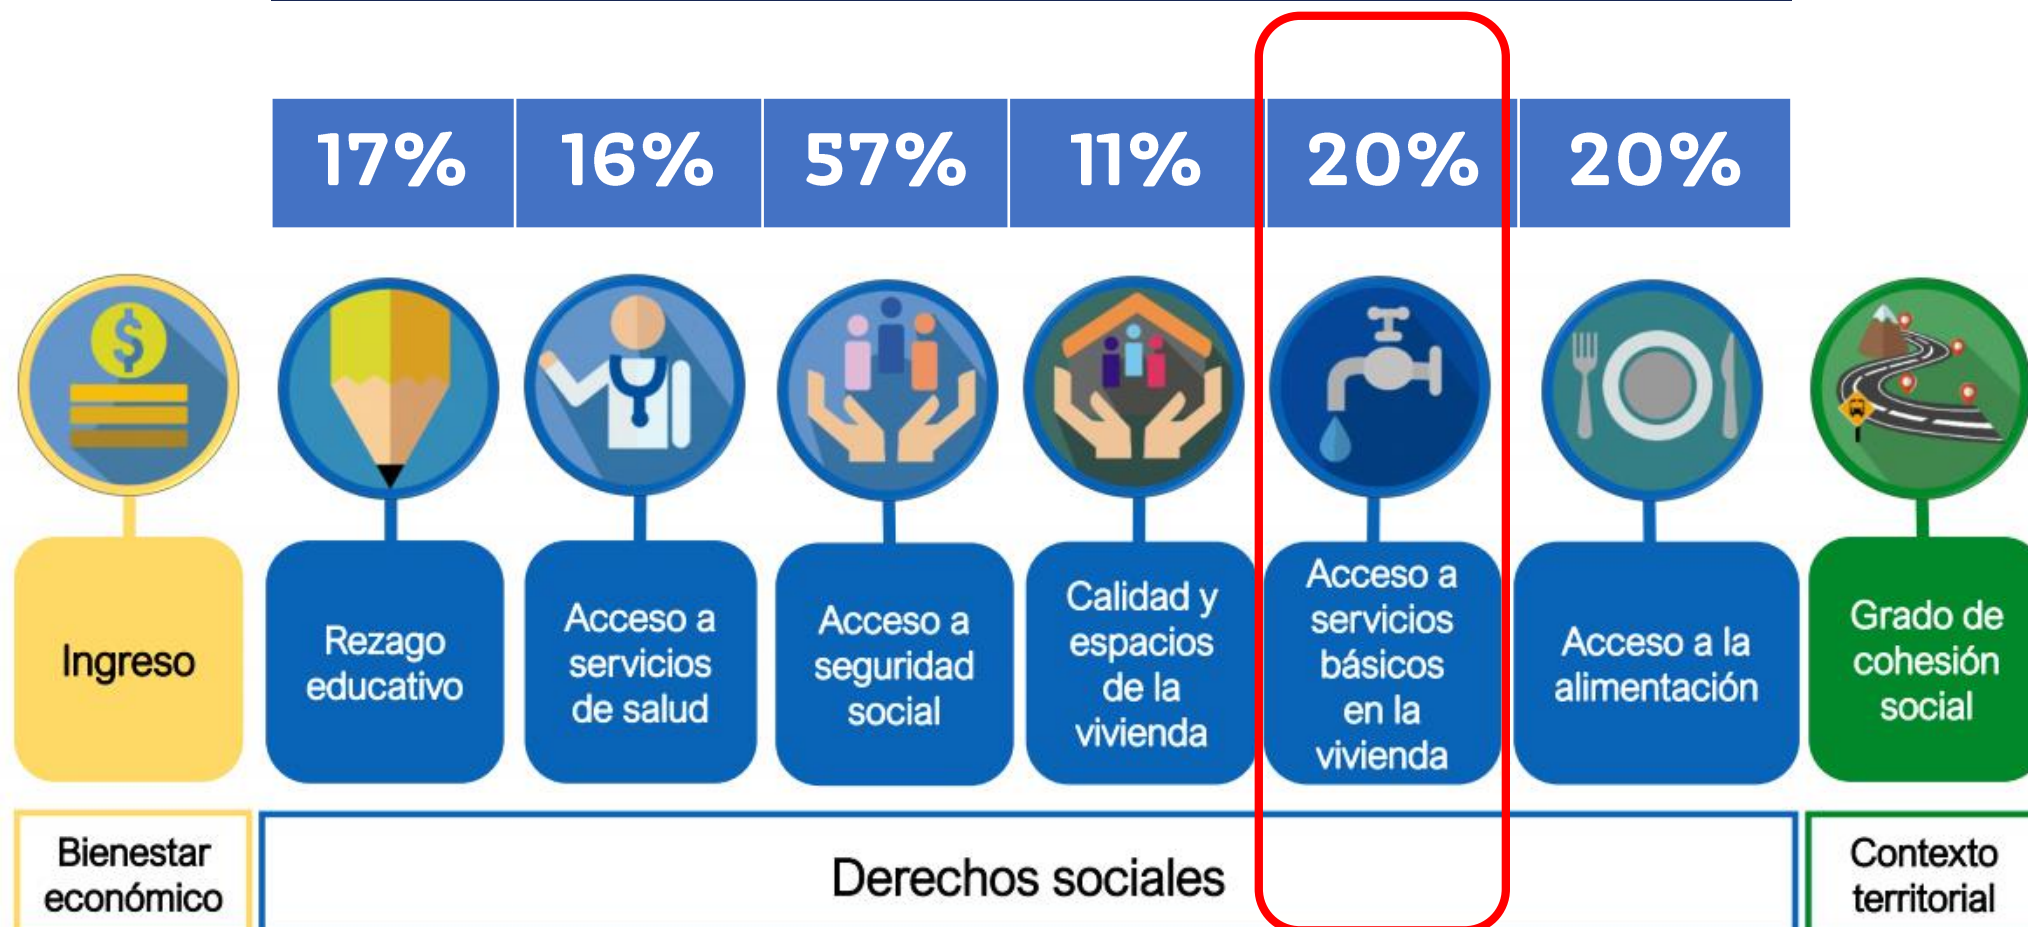 17% 16% 57% 11% 20% 20%
$
Ingreso
Rezago
educativo
Acceso a
servicios
de salud
Acceso a
seguridad
social
Calidad y
espacios
de la
vivienda
Acceso a
servicios
básicos
en la
vivienda
Acceso a la
alimentación
Grado de
cohesión
social
Bienestar
económico
Derechos sociales
Contexto
territorial